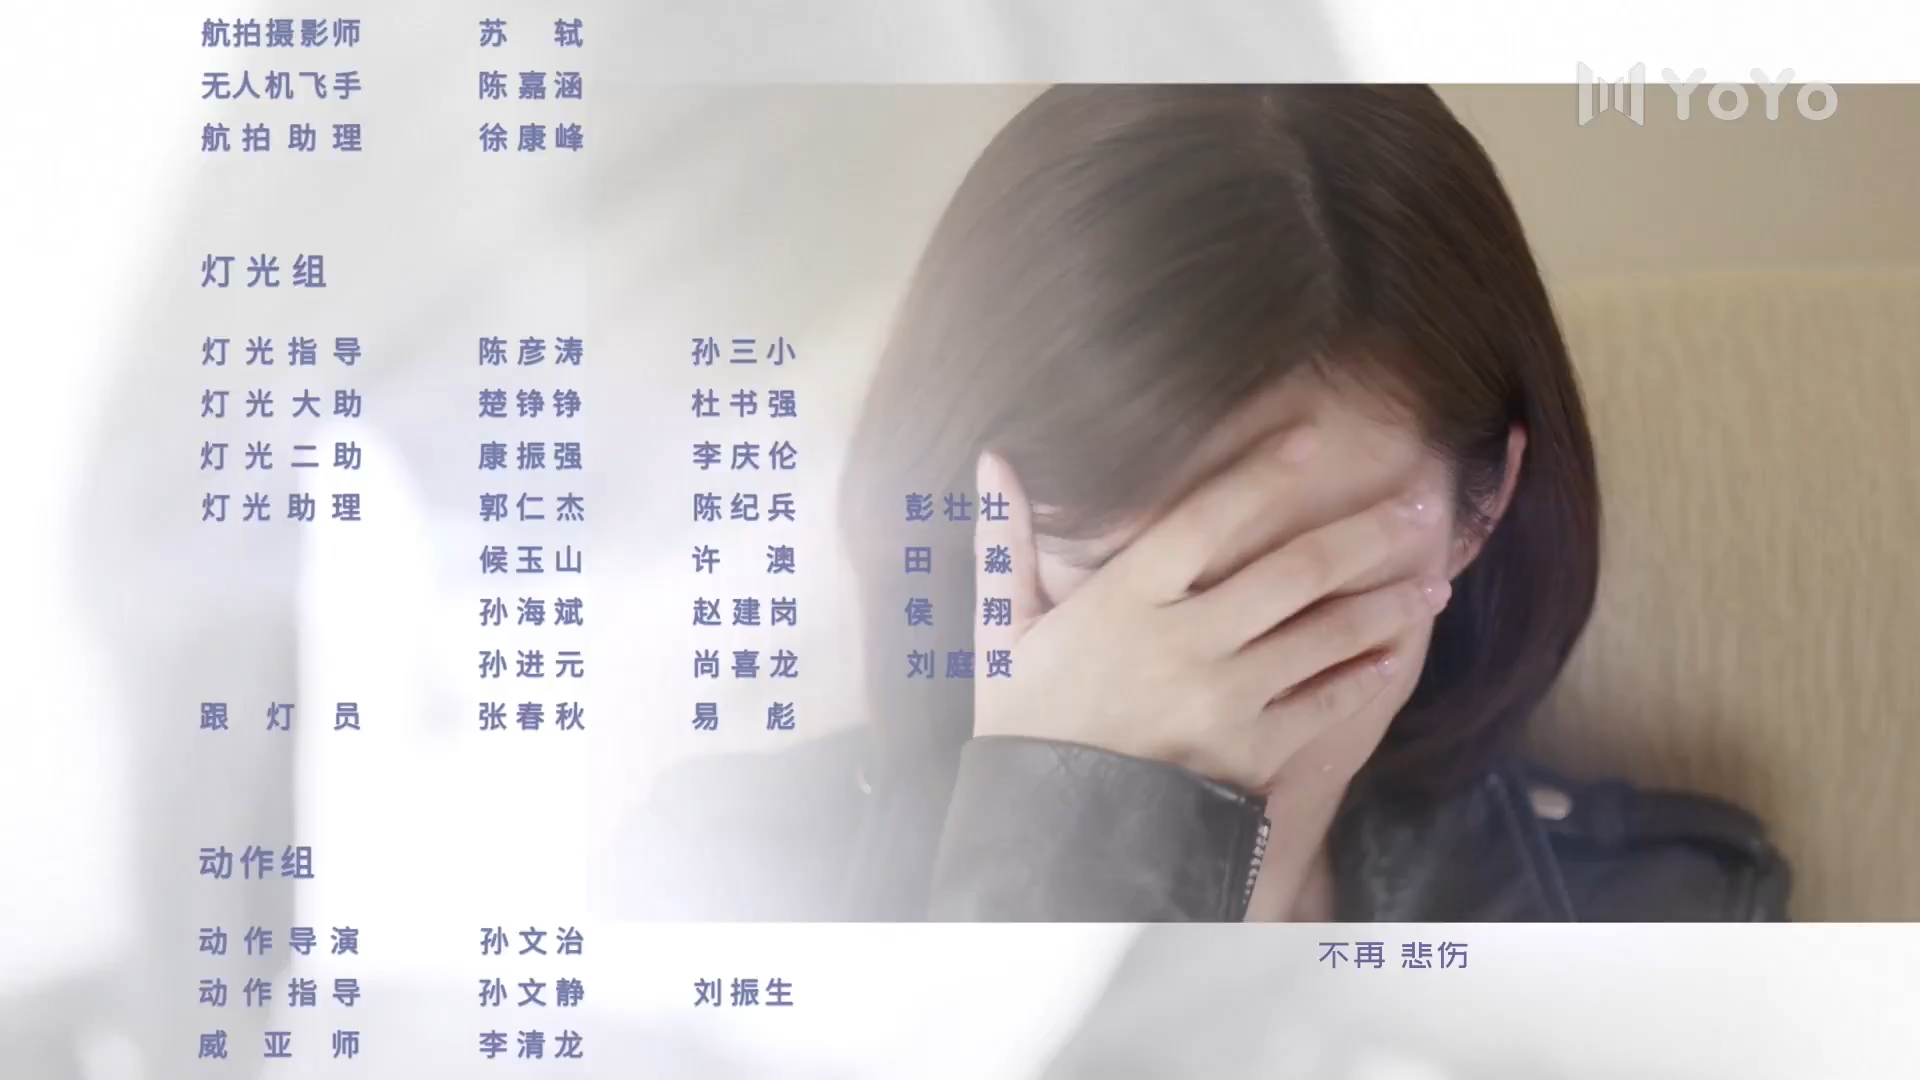 航拍摄影师 苏轼
YOYO
无人机飞手 陈嘉涵
航拍助理 徐康峰
灯光组
灯光指导 陈彦涛 孙三小
灯光大助 楚铮铮 杜书强
灯光二助 康振强 李庆伦
灯光助理 郭仁杰 陈纪兵 彭壮壮
候玉山 许澳 田淼
孙海斌 赵建岗 侯翔
孙进元 尚喜龙 刘庭贤
跟灯员 张春秋 易彪
动作组
动作导演 孙文治
不再 悲伤
动作指导 孙文静 刘振生
威亚师 李清龙